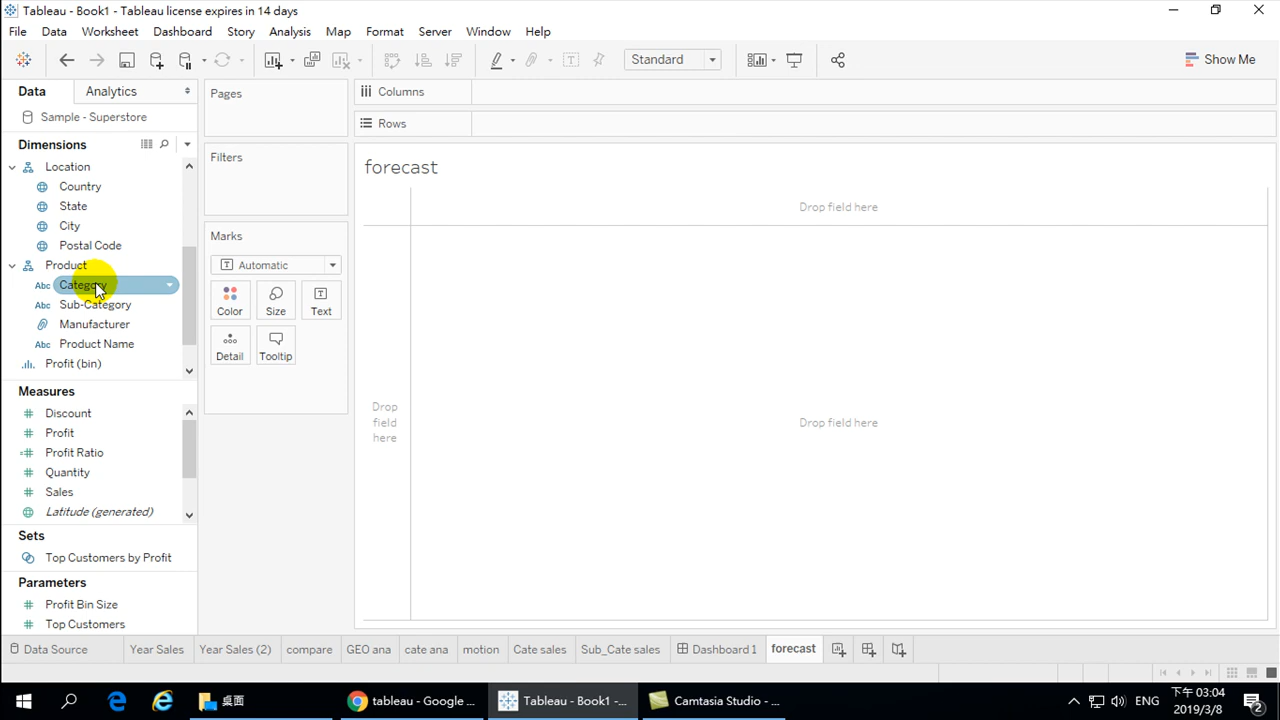 Tableau - Book1 - Tableau license expires in 14 days
File Data Worksheet Dashboard Story Analysis Map Format Server Window Help
Standard
Show Me
Data Analytics
Sample - Superstore
Dimensions
Location
Country
State
City
Postal Code
Product
Abc Category
Abc Sub-Category
Manufacturer
Abc Product Name
Profit (bin)
Measures
Discount
Profit
Profit Ratio
Quantity
Sales
Latitude (generated)
Sets
Top Customers by Profit
Parameters
Profit Bin Size
Top Customers
Pages
Filters
Marks
Automatic
Color Size Text
Detail Tooltip
Columns
Rows
forecast
Drop field here
Drop
field
here
Drop field here
Data Source Year Sales Year Sales (2) compare GEO ana cate ana motion Cate sales Sub_Cate sales Dashboard 1 forecast
桌面 tableau - Google ... Tableau - Book1 -... Camtasia Studio - ... ENG
下午 03:04
2019/3/8
2